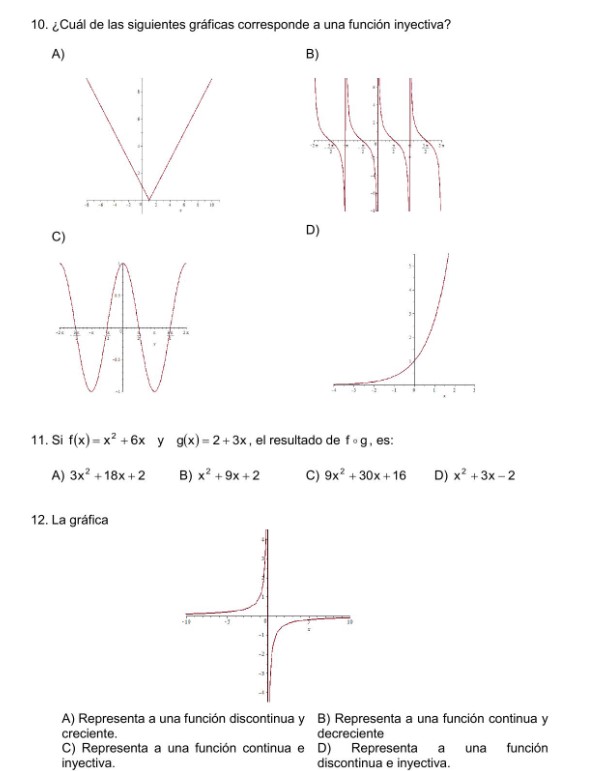 10. ¿Cuál de las siguientes gráficas corresponde a una función inyectiva?
A)
B)
C)
D)
11. Si f(x) = x² + 6x y g(x) = 2 + 3x, el resultado de f∘g, es:
A) 3x² + 18x + 2 B) x² + 9x + 2 C) 9x² + 30x + 16 D) x² + 3x − 2
12. La gráfica
A) Representa a una función discontinua y
creciente.
B) Representa a una función continua y
decreciente
C) Representa a una función continua e
inyectiva.
D) Representa a una función
discontinua e inyectiva.